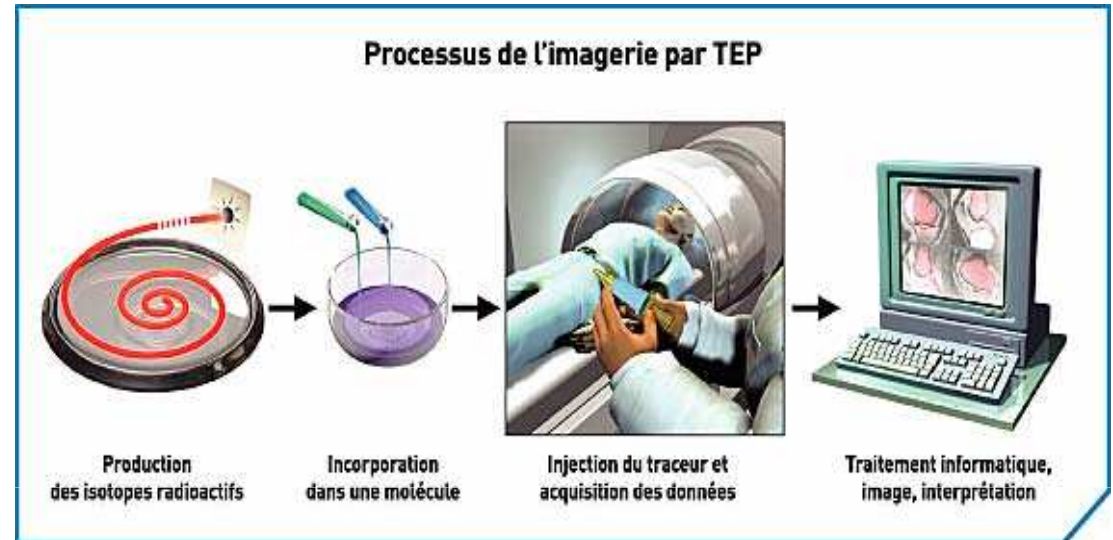 Processus de l'imagerie par TEP
Production
des isotopes radioactifs
Incorporation
dans une molécule
Injection du traceur et
acquisition des données
Traitement informatique,
image, interprétation